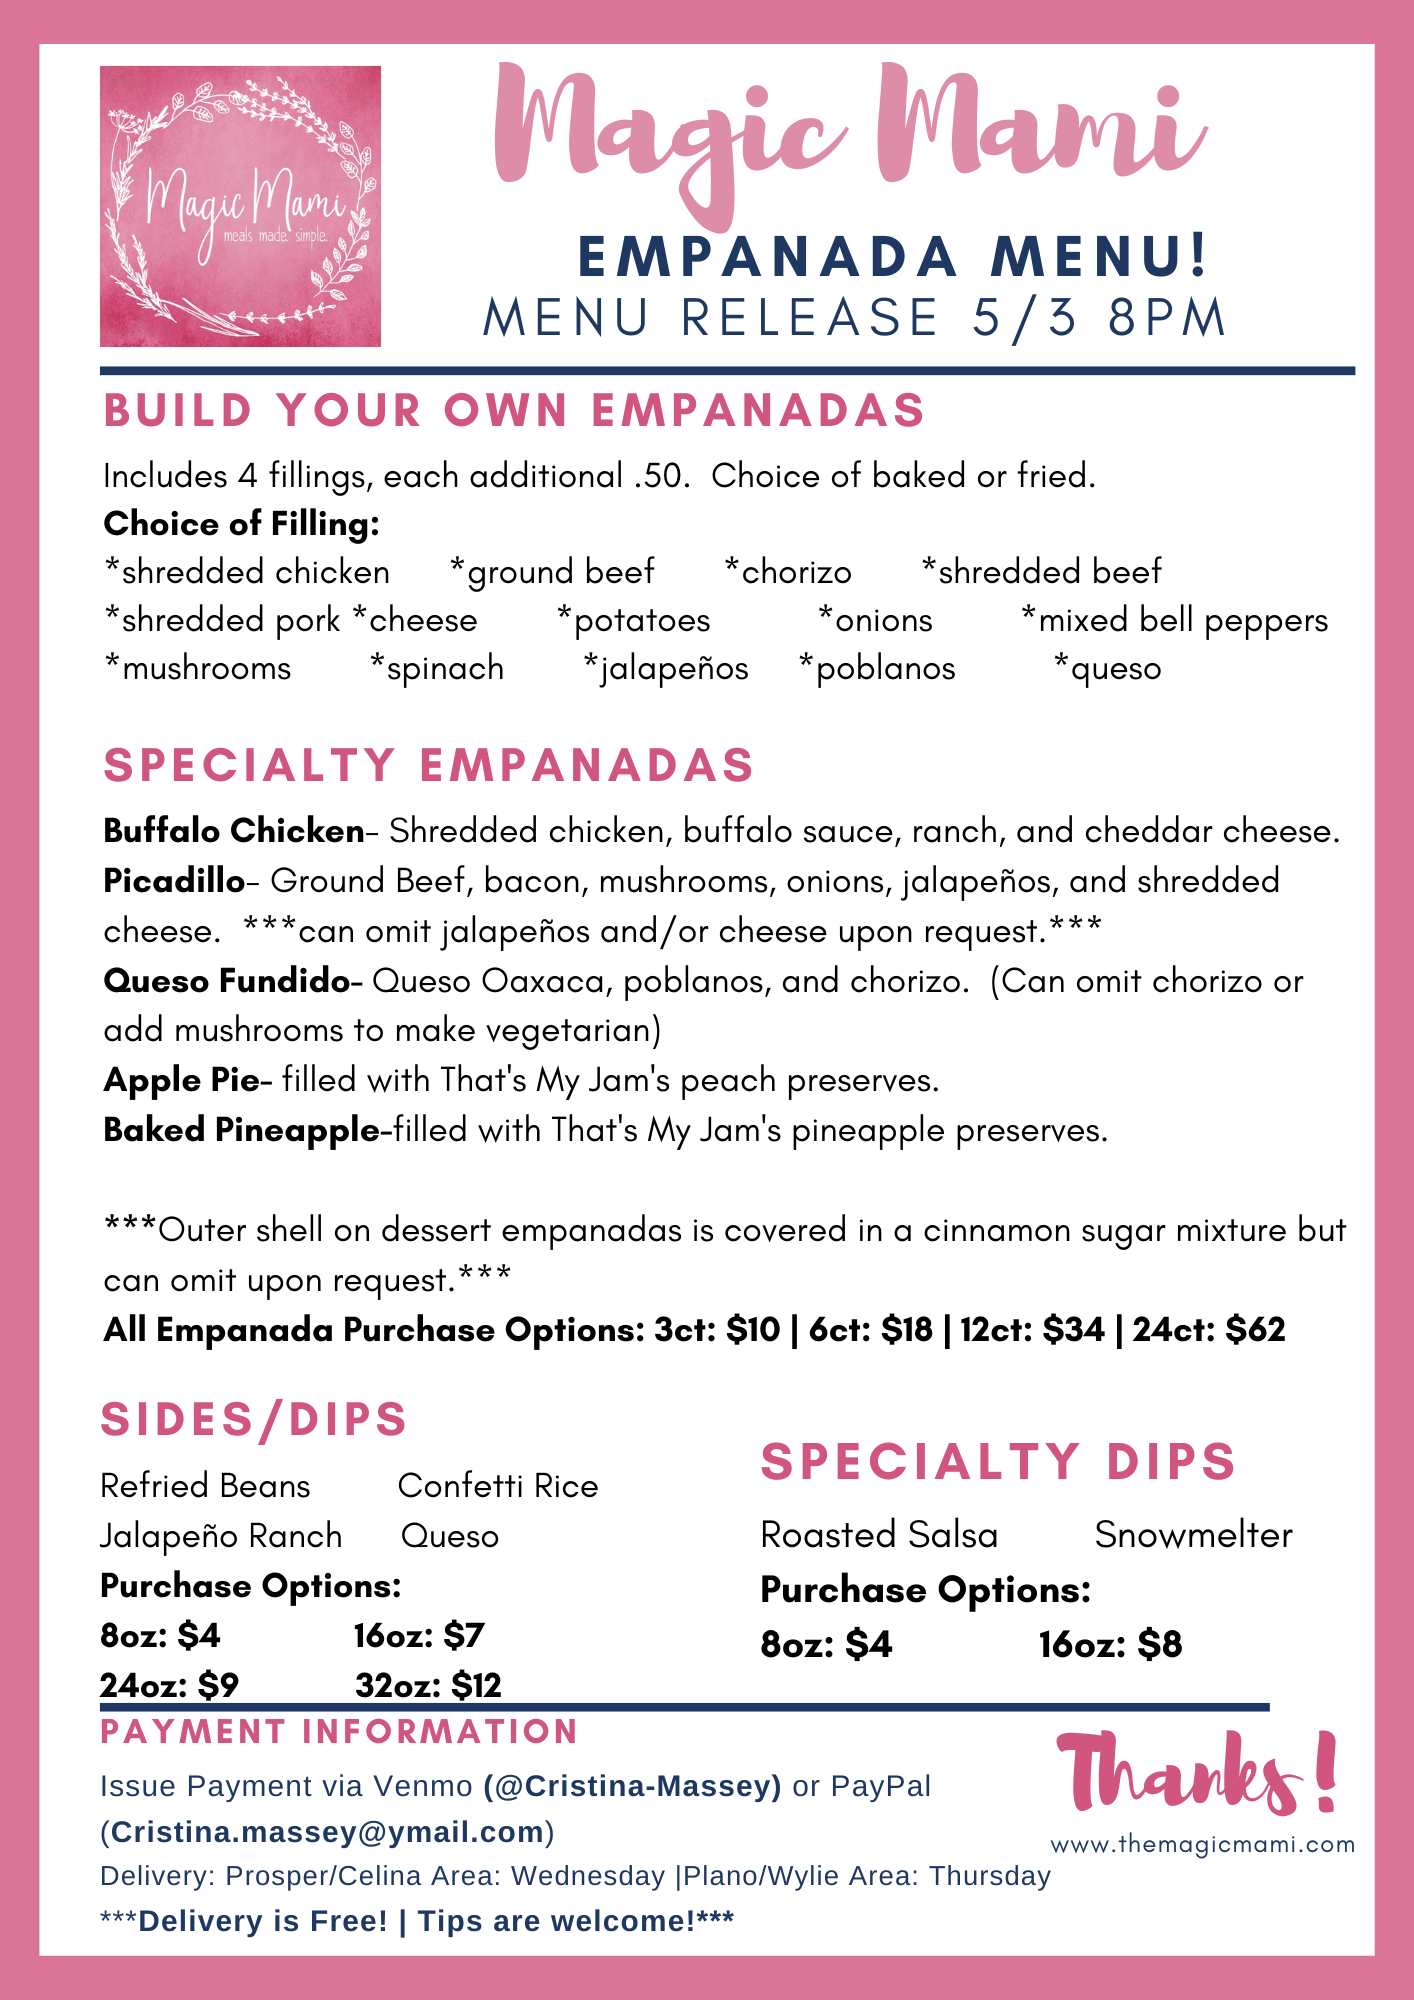 Magic Mami
meals made. simple.
Magic Mami
EMPANADA MENU!
MENU RELEASE 5/3 8PM
BUILD YOUR OWN EMPANADAS
Includes 4 fillings, each additional .50. Choice of baked or fried.
Choice of Filling:
*shredded chicken *ground beef *chorizo *shredded beef
*shredded pork *cheese *potatoes *onions *mixed bell peppers
*mushrooms *spinach *jalapeños *poblanos *queso
SPECIALTY EMPANADAS
Buffalo Chicken- Shredded chicken, buffalo sauce, ranch, and cheddar cheese.
Picadillo- Ground Beef, bacon, mushrooms, onions, jalapeños, and shredded
cheese. ***can omit jalapeños and/or cheese upon request.***
Queso Fundido- Queso Oaxaca, poblanos, and chorizo. (Can omit chorizo or
add mushrooms to make vegetarian)
Apple Pie- filled with That's My Jam's peach preserves.
Baked Pineapple-filled with That's My Jam's pineapple preserves.
***Outer shell on dessert empanadas is covered in a cinnamon sugar mixture but
can omit upon request.***
All Empanada Purchase Options: 3ct: $10 | 6ct: $18 | 12ct: $34 | 24ct: $62
SIDES/DIPS
Refried Beans Confetti Rice
Jalapeño Ranch Queso
Purchase Options:
8oz: $4 16oz: $7
24oz: $9 32oz: $12
SPECIALTY DIPS
Roasted Salsa Snowmelter
Purchase Options:
8oz: $4 16oz: $8
PAYMENT INFORMATION
Issue Payment via Venmo (@Cristina-Massey) or PayPal
(Cristina.massey@ymail.com)
Delivery: Prosper/Celina Area: Wednesday |Plano/Wylie Area: Thursday
***Delivery is Free! | Tips are welcome!***
Thanks!
www.themagicmami.com